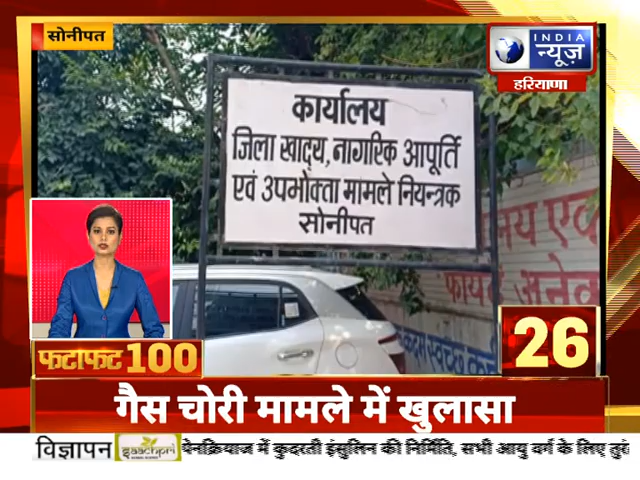 सोनीपत
INDIA
न्यूज़
हरियाणा
कार्यालय
जिला खाद्य, नागरिक आपूर्ति
एवं उपभोक्ता मामले नियन्त्रक
सोनीपत
फटाफट 100
26
गैस चोरी मामले में खुलासा
विज्ञापन
saachpri
में कुदरती इंसुलिन की निर्मिति, सभी आयु वर्ग के लिए